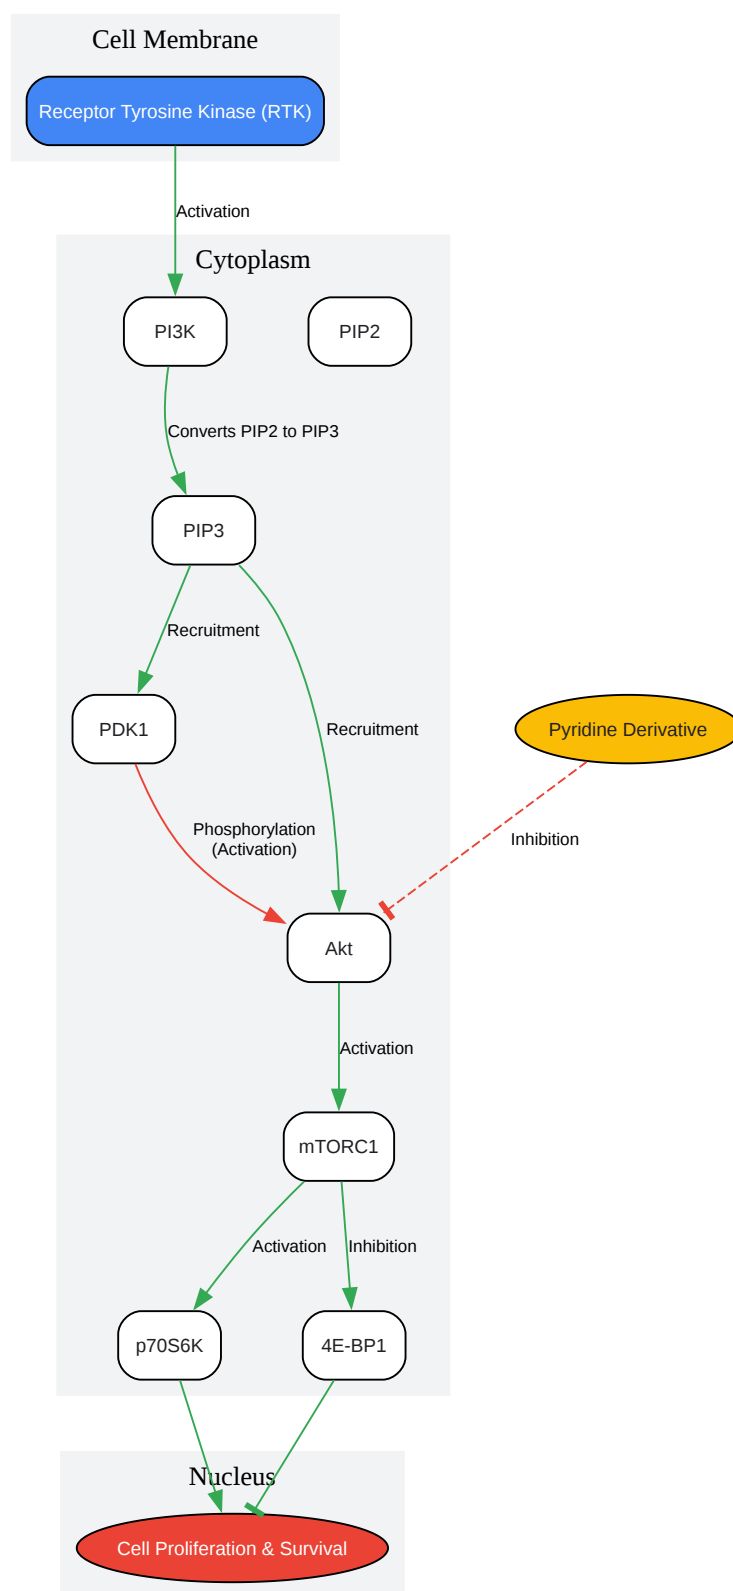 Cell Membrane
Receptor Tyrosine Kinase (RTK)
Activation
Cytoplasm
PI3K
PIP2
Converts PIP2 to PIP3
PIP3
Recruitment
PDK1
Recruitment
Pyridine Derivative
Phosphorylation
(Activation)
Inhibition
Akt
Activation
mTORC1
Activation
Inhibition
p70S6K
4E-BP1
Nucleus
Cell Proliferation & Survival